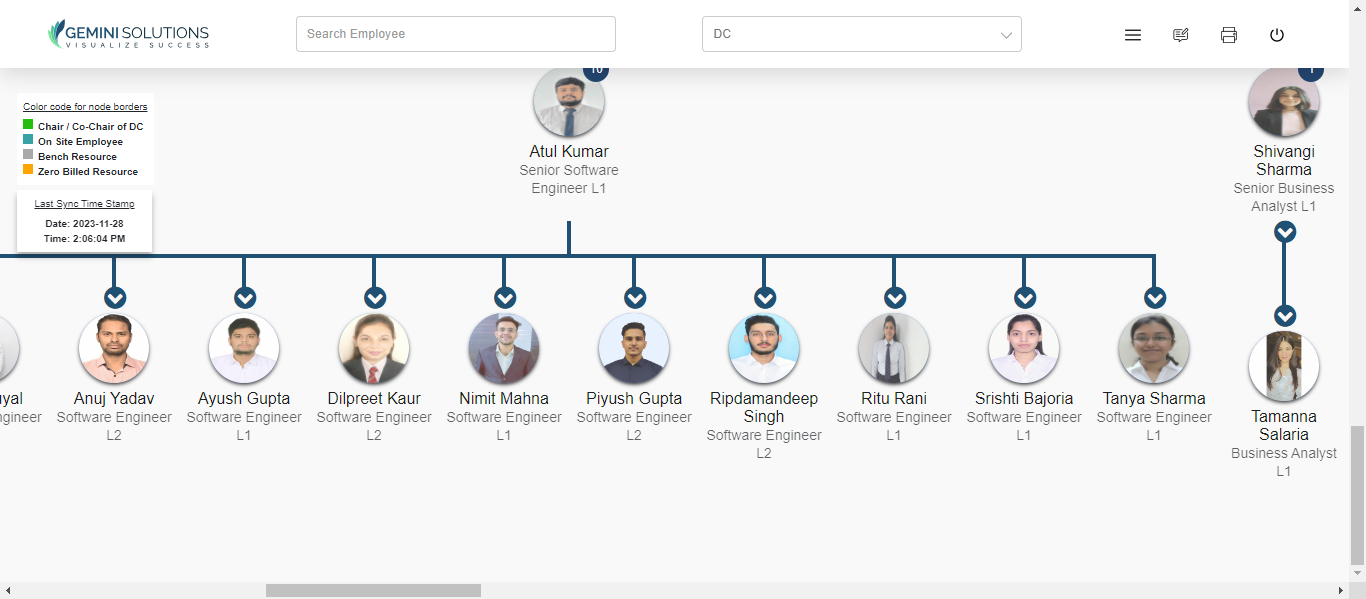 GEMINI SOLUTIONS
VISUALIZE SUCCESS
Search Employee
DC
Color code for node borders
Chair / Co-Chair of DC
On Site Employee
Bench Resource
Zero Billed Resource
Last Sync Time Stamp
Date: 2023-11-28
Time: 2:06:04 PM
10
Atul Kumar
Senior Software
Engineer L1
1
Shivangi
Sharma
Senior Business
Analyst L1
Anuj Yadav
Software Engineer
L2
Ayush Gupta
Software Engineer
L1
Dilpreet Kaur
Software Engineer
L2
Nimit Mahna
Software Engineer
L1
Piyush Gupta
Software Engineer
L2
Ripdamandeep
Singh
Software Engineer
L2
Ritu Rani
Software Engineer
L1
Srishti Bajoria
Software Engineer
L1
Tanya Sharma
Software Engineer
L1
Tamanna
Salaria
Business Analyst
L1